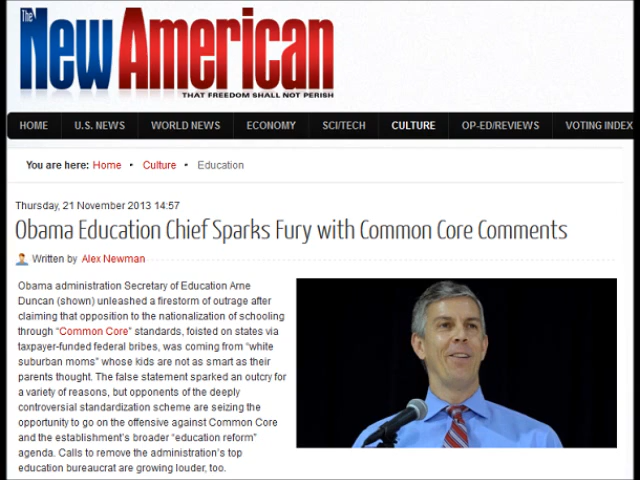 The
New American
THAT FREEDOM SHALL NOT PERISH
HOME U.S. NEWS WORLD NEWS ECONOMY SCI/TECH CULTURE OP-ED/REVIEWS VOTING INDEX
You are here: Home • Culture • Education
Thursday, 21 November 2013 14:57
Obama Education Chief Sparks Fury with Common Core Comments
Written by Alex Newman
Obama administration Secretary of Education Arne
Duncan (shown) unleashed a firestorm of outrage after
claiming that opposition to the nationalization of schooling
through “Common Core” standards, foisted on states via
taxpayer-funded federal bribes, was coming from “white
suburban moms” whose kids are not as smart as their
parents thought. The false statement sparked an outcry for
a variety of reasons, but opponents of the deeply
controversial standardization scheme are seizing the
opportunity to go on the offensive against Common Core
and the establishment’s broader “education reform”
agenda. Calls to remove the administration’s top
education bureaucrat are growing louder, too.